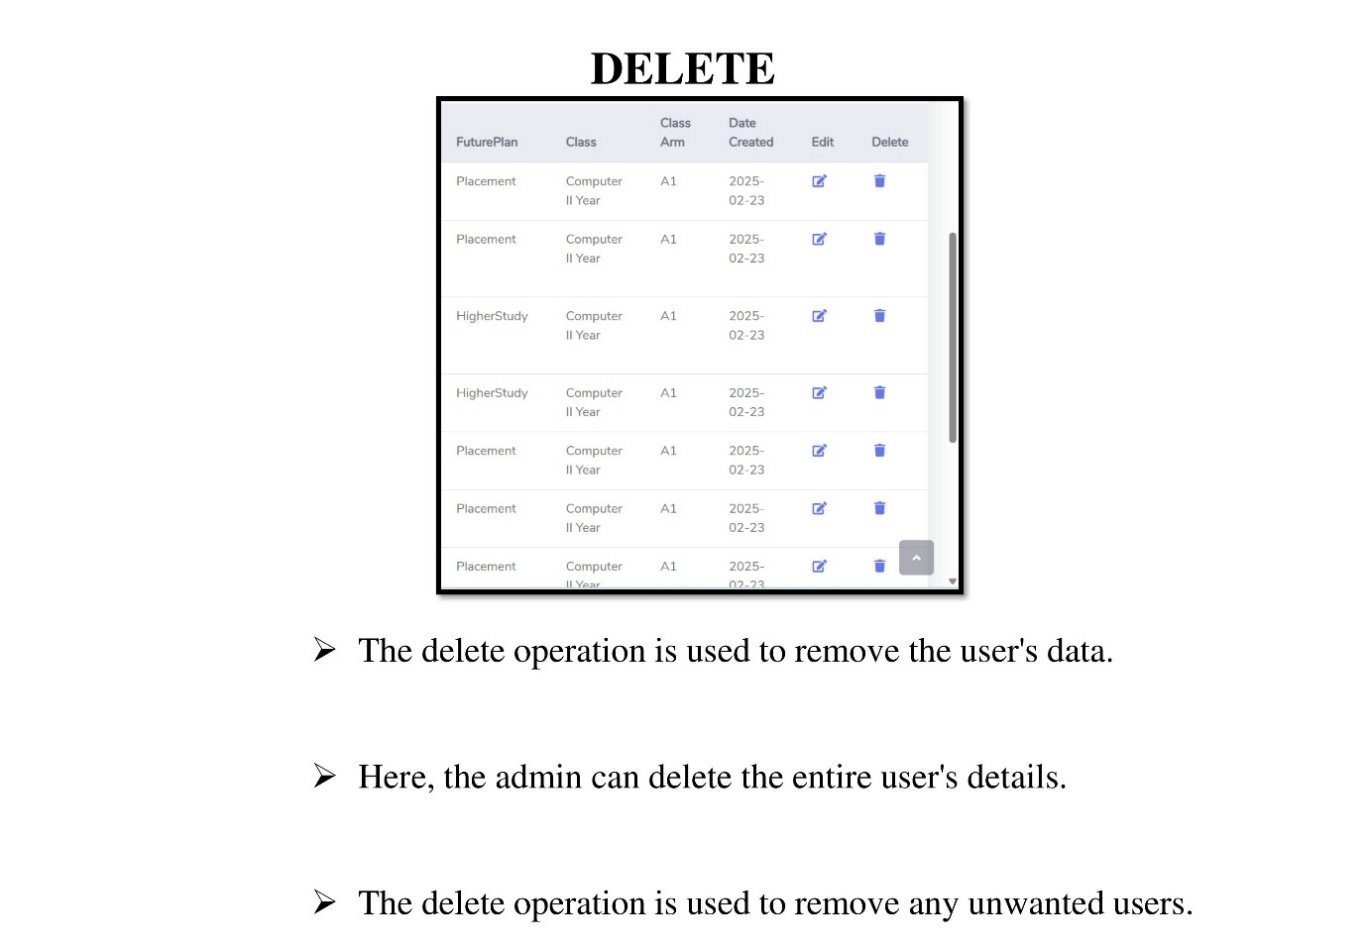 DELETE
Class Date
FuturePlan Class Arm Created Edit Delete
Placement Computer A1 2025-
II Year 02-23
Placement Computer A1 2025-
II Year 02-23
HigherStudy Computer A1 2025-
II Year 02-23
HigherStudy Computer A1 2025-
II Year 02-23
Placement Computer A1 2025-
II Year 02-23
Placement Computer A1 2025-
II Year 02-23
Placement Computer A1 2025-
II Year 02-23
➢ The delete operation is used to remove the user's data.
➢ Here, the admin can delete the entire user's details.
➢ The delete operation is used to remove any unwanted users.